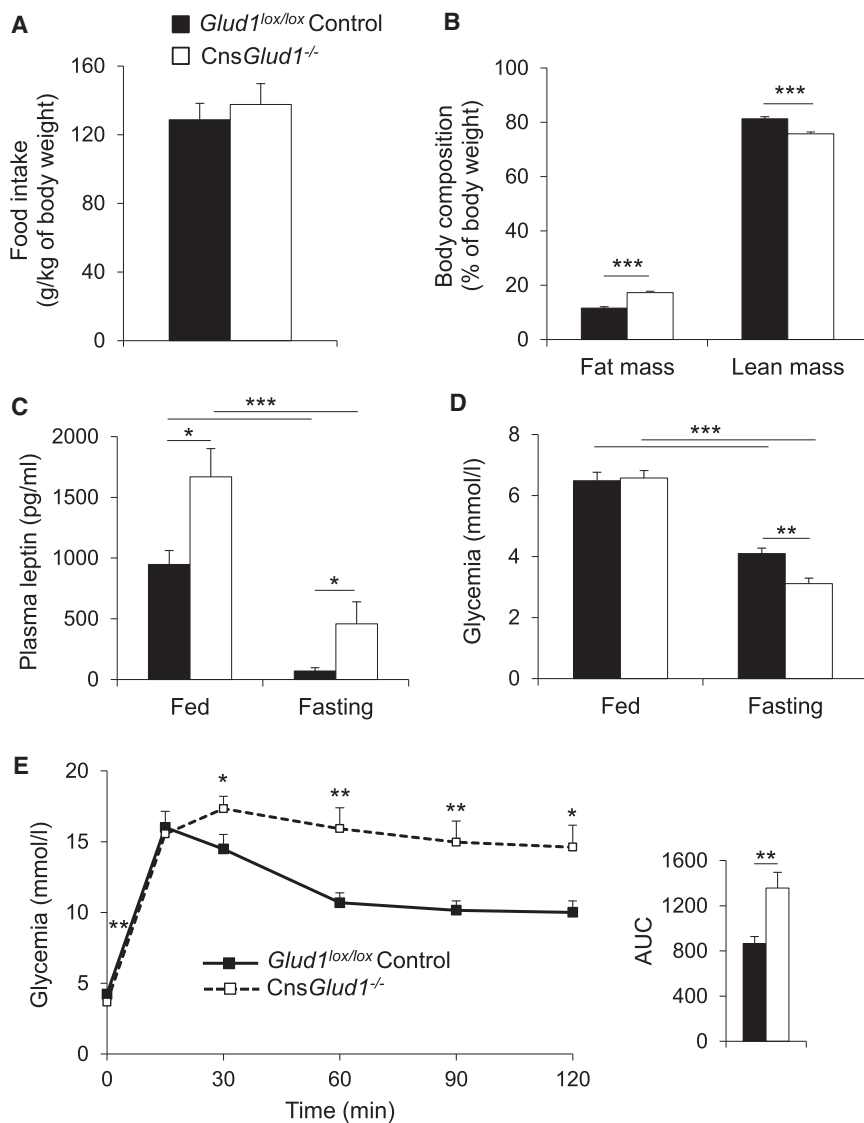 A
Glud1lox/lox Control
CnsGlud1-/-
Food intake
(g/kg of body weight)
160
120
80
40
0
B
Body composition
(% of body weight)
100
80
60
40
20
0
***
***
Fat mass
Lean mass
C
Plasma leptin (pg/ml)
2000
1500
1000
500
0
***
*
*
Fed
Fasting
D
Glycemia (mmol/l)
8
6
4
2
0
***
**
Fed
Fasting
E
Glycemia (mmol/l)
20
15
10
5
0
**
*
**
**
*
Glud1lox/lox Control
CnsGlud1-/-
0
30
60
90
120
Time (min)
AUC
1600
1200
800
400
0
**